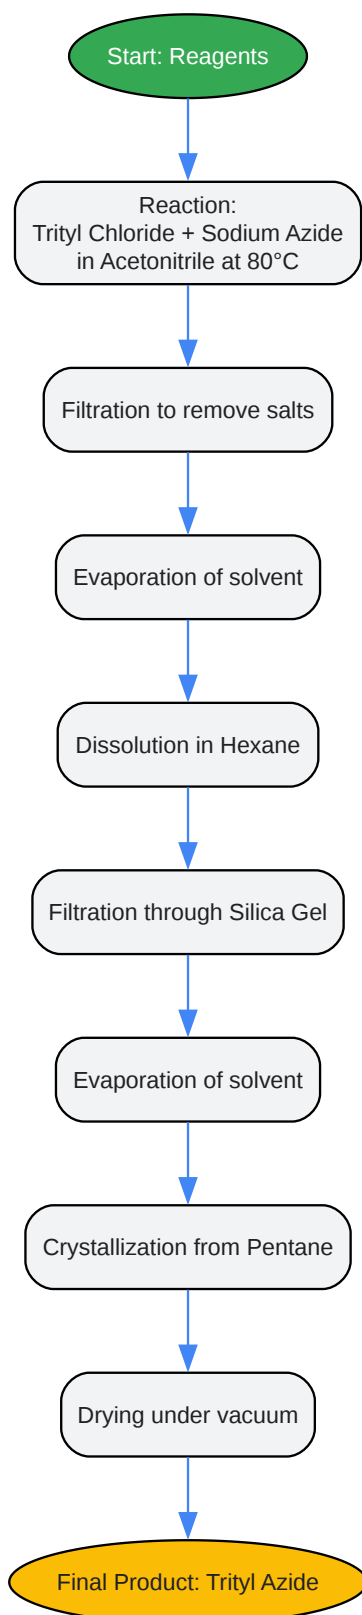 Start: Reagents
Reaction:
Trityl Chloride + Sodium Azide
in Acetonitrile at 80°C
Filtration to remove salts
Evaporation of solvent
Dissolution in Hexane
Filtration through Silica Gel
Evaporation of solvent
Crystallization from Pentane
Drying under vacuum
Final Product: Trityl Azide